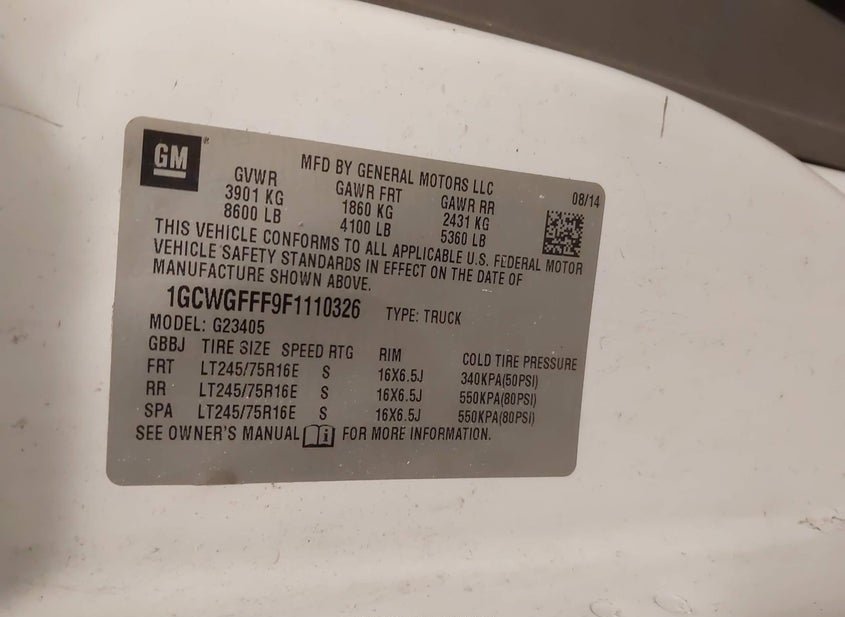 GM
MFD BY GENERAL MOTORS LLC
08/14
GVWR GAWR FRT GAWR RR
3901 KG 1860 KG 2431 KG
8600 LB 4100 LB 5360 LB
THIS VEHICLE CONFORMS TO ALL APPLICABLE U.S. FEDERAL MOTOR
VEHICLE SAFETY STANDARDS IN EFFECT ON THE DATE OF
MANUFACTURE SHOWN ABOVE.
1GCWGFFF9F1110326 TYPE: TRUCK
MODEL: G23405
GBBJ TIRE SIZE SPEED RTG RIM COLD TIRE PRESSURE
FRT LT245/75R16E S 16X6.5J 340KPA(50PSI)
RR LT245/75R16E S 16X6.5J 550KPA(80PSI)
SPA LT245/75R16E S 16X6.5J 550KPA(80PSI)
SEE OWNER'S MANUAL i FOR MORE INFORMATION.